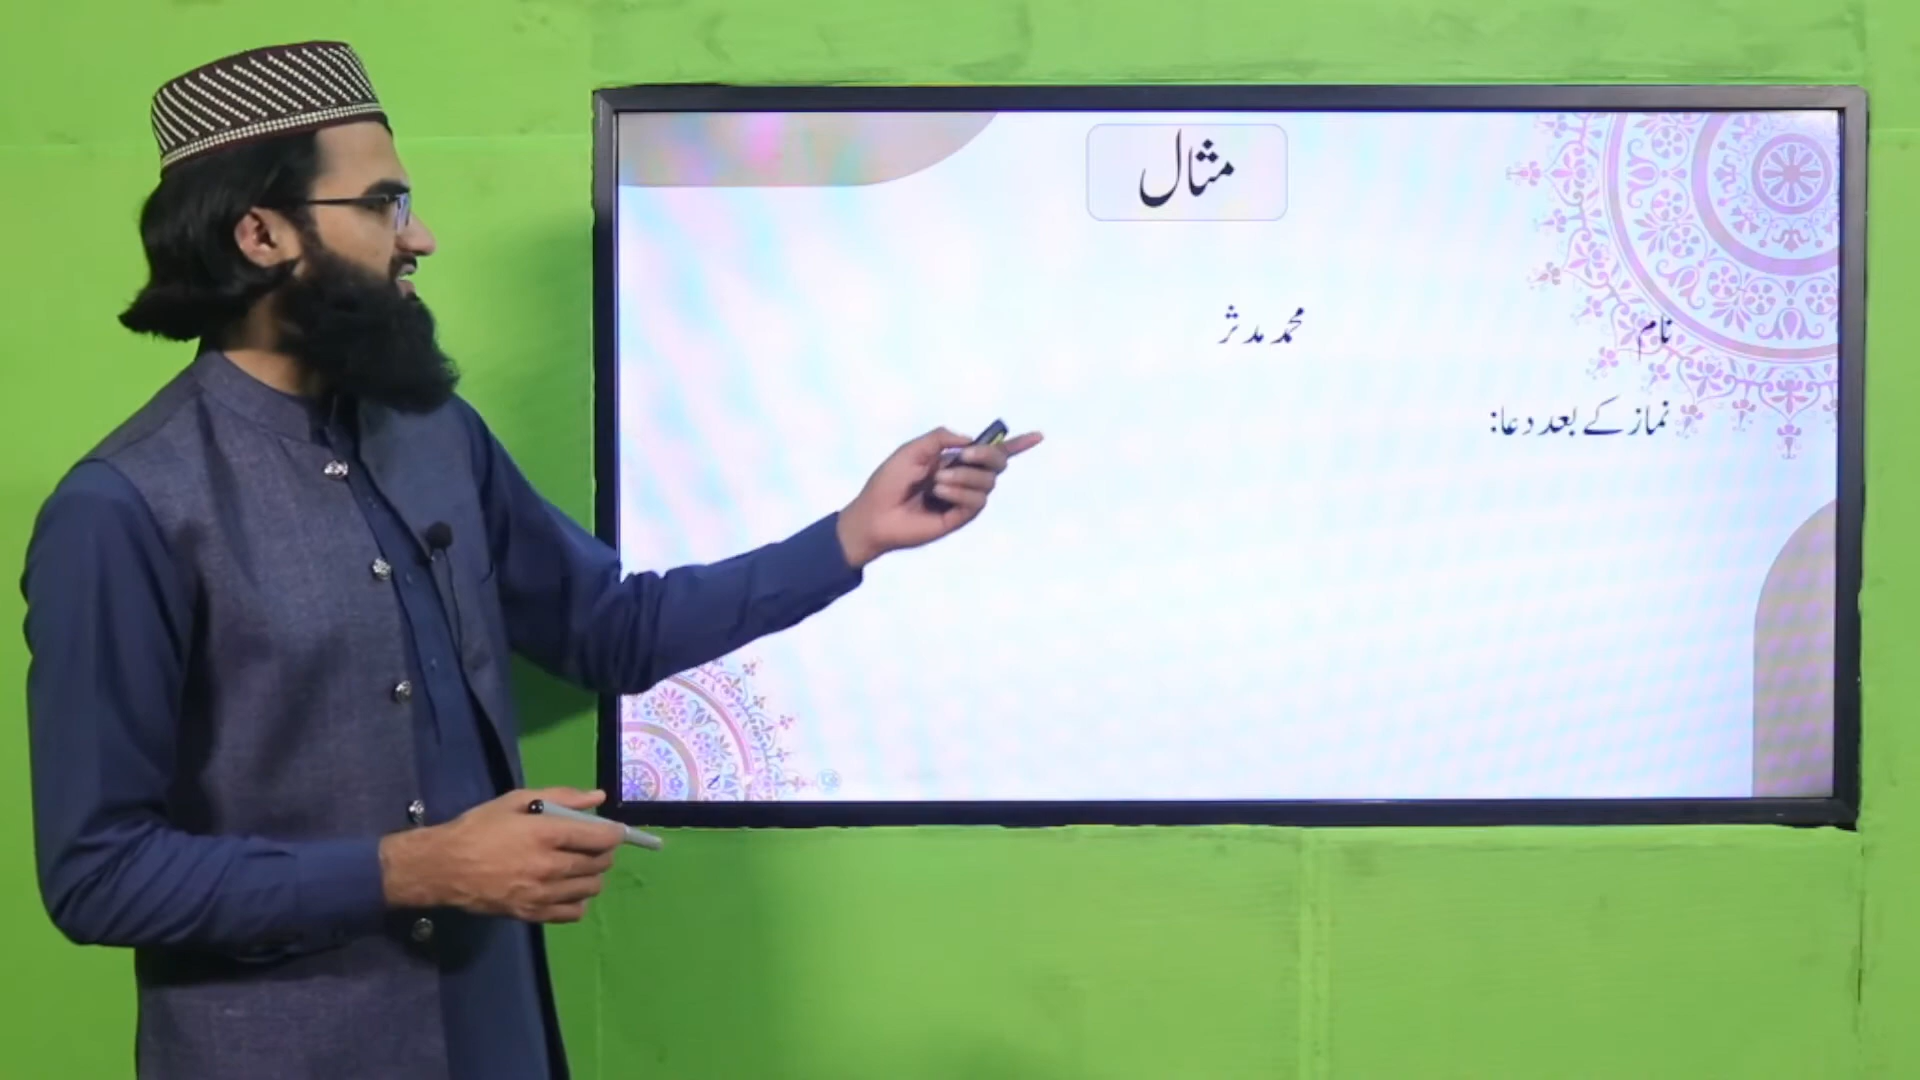 مثال
نام محمد مدثر
نماز کے بعد دعا: